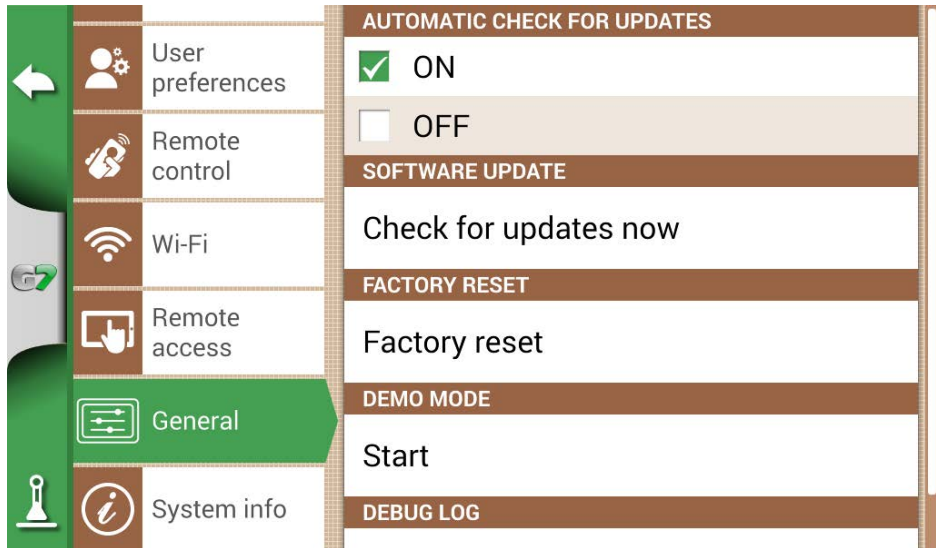 G7
User
preferences
Remote
control
Wi-Fi
Remote
access
General
System info
AUTOMATIC CHECK FOR UPDATES
ON
OFF
SOFTWARE UPDATE
Check for updates now
FACTORY RESET
Factory reset
DEMO MODE
Start
DEBUG LOG